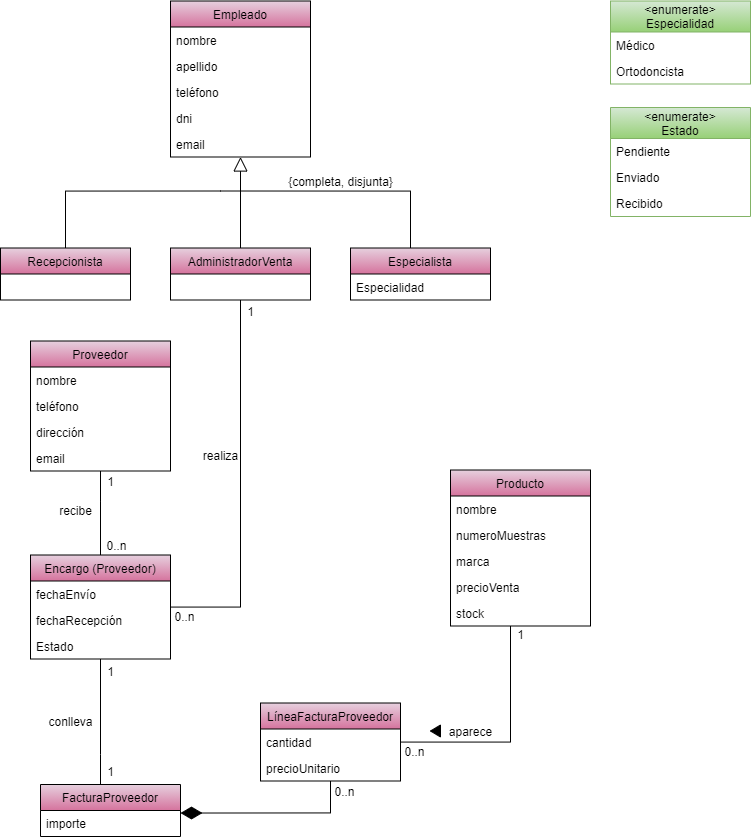 Empleado
nombre
apellido
teléfono
dni
email
<enumerate>
Especialidad
Médico
Ortodoncista
<enumerate>
Estado
Pendiente
Enviado
Recibido
{completa, disjunta}
Recepcionista
AdministradorVenta
Especialista
Especialidad
1
Proveedor
nombre
teléfono
dirección
email
1
recibe
0..n
realiza
Encargo (Proveedor)
fechaEnvío
fechaRecepción
Estado
0..n
1
conlleva
1
Producto
nombre
numeroMuestras
marca
precioVenta
stock
1
aparece
0..n
LíneaFacturaProveedor
cantidad
precioUnitario
0..n
FacturaProveedor
importe